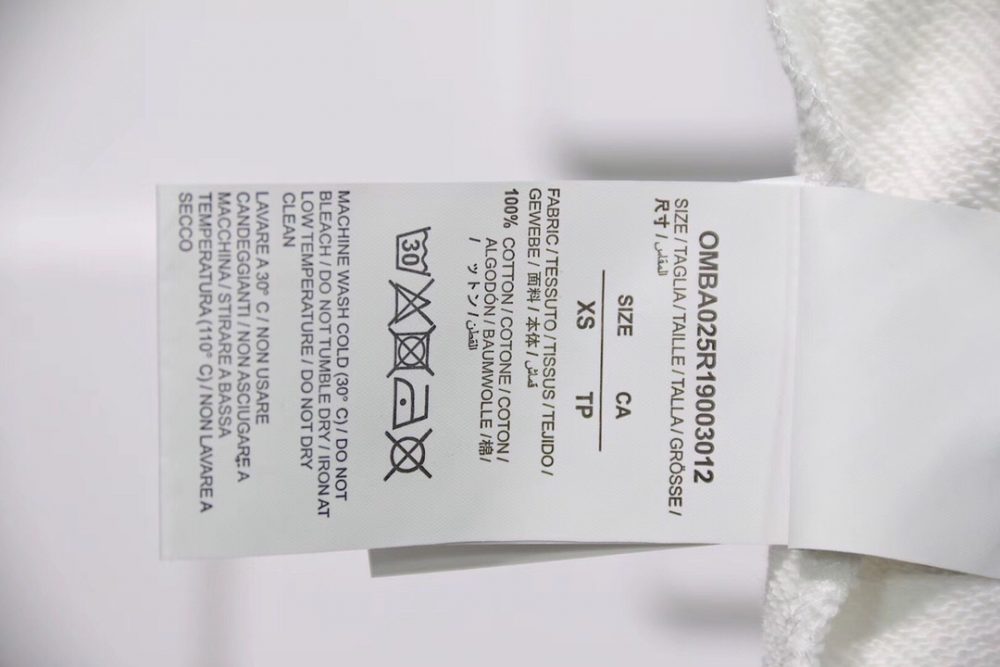 OMBA025R19003012
SIZE / TAGLIA / TAILLE / TALLA / GRÖSSE /
尺寸 / المقاس
SIZE CA
XS TP
FABRIC / TESSUTO / TISSUS / TEJIDO /
GEWEBE / 面料 / 本体 / قماش
100% COTTON / COTONE / COTON /
ALGODÓN / BAUMWOLLE / 棉 /
/ ットン / القطن
30
MACHINE WASH COLD (30° C) / DO NOT
BLEACH / DO NOT TUMBLE DRY / IRON AT
LOW TEMPERATURE / DO NOT DRY
CLEAN
LAVARE A 30° C / NON USARE
CANDEGGIANTI / NON ASCIUGARE A
MACCHINA / STIRARE A BASSA
TEMPERATURA (110° C) / NON LAVARE A
SECCO